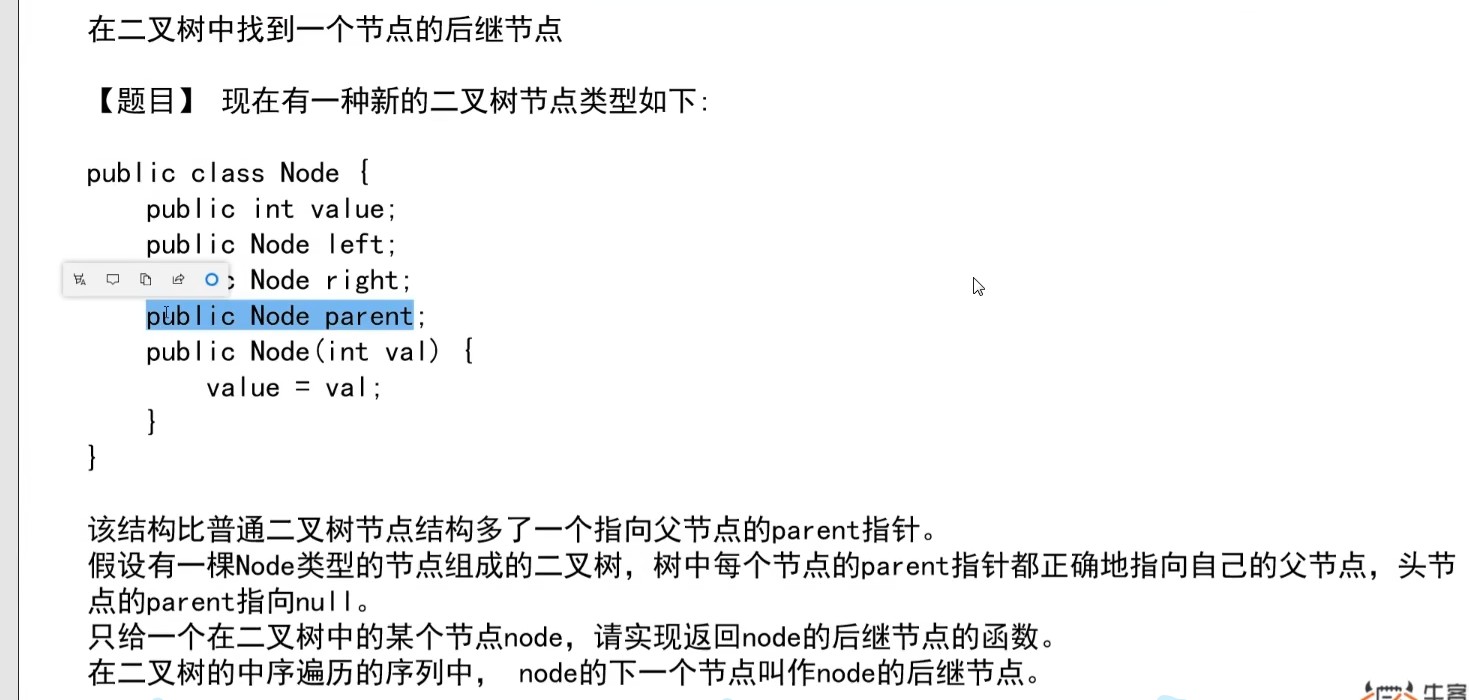 在二叉树中找到一个节点的后继节点
【题目】 现在有一种新的二叉树节点类型如下:
public class Node {
public int value;
public Node left;
c Node right;
public Node parent;
public Node(int val) {
value = val;
}
}
该结构比普通二叉树节点结构多了一个指向父节点的parent指针。
假设有一棵Node类型的节点组成的二叉树，树中每个节点的parent指针都正确地指向自己的父节点，头节
点的parent指向null。
只给一个在二叉树中的某个节点node，请实现返回node的后继节点的函数。
在二叉树的中序遍历的序列中， node的下一个节点叫作node的后继节点。